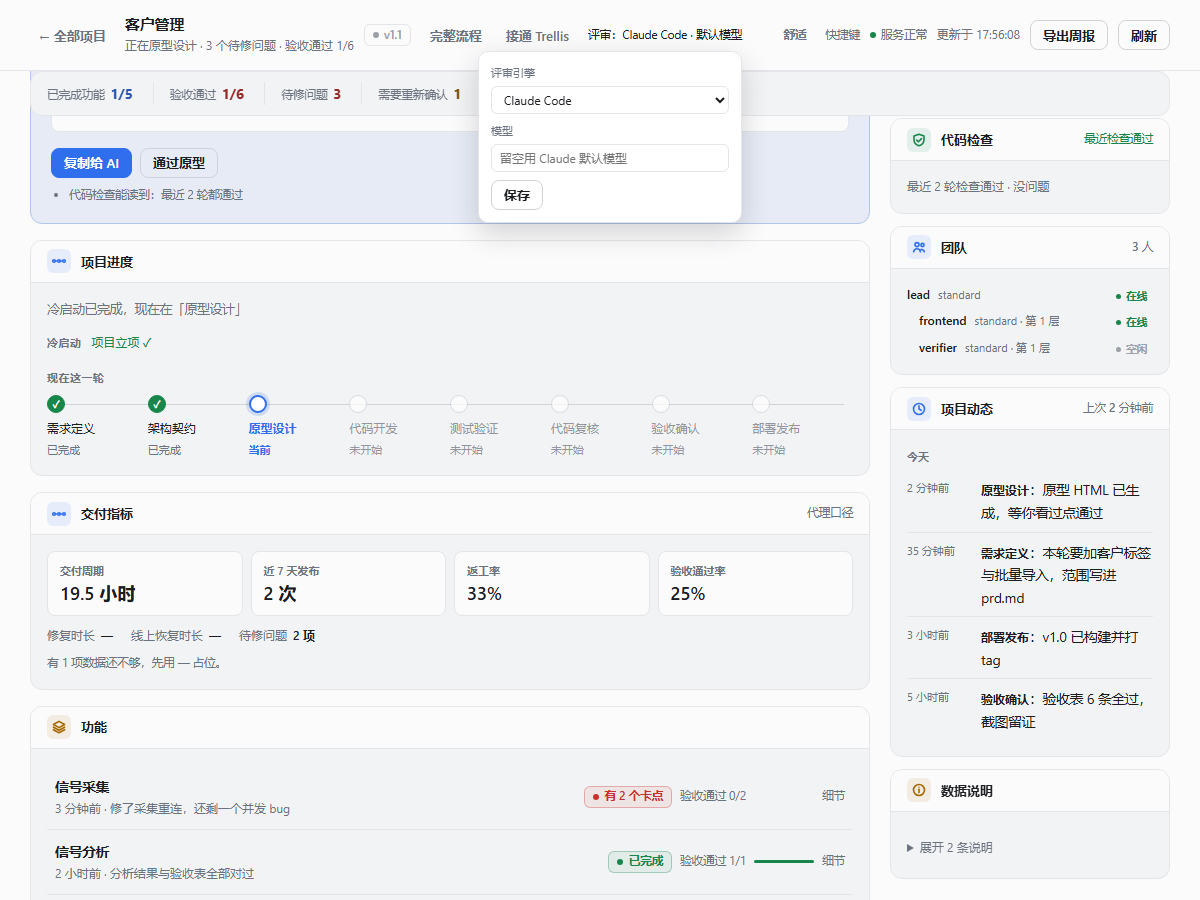 ← 全部项目
客户管理
正在原型设计 · 3 个待修问题 · 验收通过 1/6
v1.1
完整流程
接通 Trellis
评审：Claude Code · 默认模型
舒适
快捷键
服务正常
更新于 17:56:08
导出周报
刷新
已完成功能 1/5
验收通过 1/6
待修问题 3
需要重新确认 1
评审引擎
Claude Code
模型
留空用 Claude 默认模型
保存
复制给 AI
通过原型
• 代码检查能读到：最近 2 轮都通过
项目进度
冷启动已完成，现在在「原型设计」
冷启动 项目立项 ✓
现在这一轮
需求定义
已完成
架构契约
已完成
原型设计
当前
代码开发
未开始
测试验证
未开始
代码复核
未开始
验收确认
未开始
部署发布
未开始
交付指标
代理口径
交付周期
19.5 小时
近 7 天发布
2 次
返工率
33%
验收通过率
25%
修复时长 — 线上恢复时长 — 待修问题 2 项
有 1 项数据还不够，先用 — 占位。
功能
信号采集
3 分钟前 · 修了采集重连，还剩一个并发 bug
有 2 个卡点
验收通过 0/2
细节
信号分析
2 小时前 · 分析结果与验收表全部对过
已完成
验收通过 1/1
细节
代码检查
最近检查通过
最近 2 轮检查通过 · 没问题
团队
3 人
lead standard
在线
frontend standard · 第 1 层
在线
verifier standard · 第 1 层
空闲
项目动态
上次 2 分钟前
今天
2 分钟前
原型设计：原型 HTML 已生
成，等你看过点通过
35 分钟前
需求定义：本轮要加客户标签
与批量导入，范围写进
prd.md
3 小时前
部署发布：v1.0 已构建并打
tag
5 小时前
验收确认：验收表 6 条全过，
截图留证
数据说明
▶ 展开 2 条说明